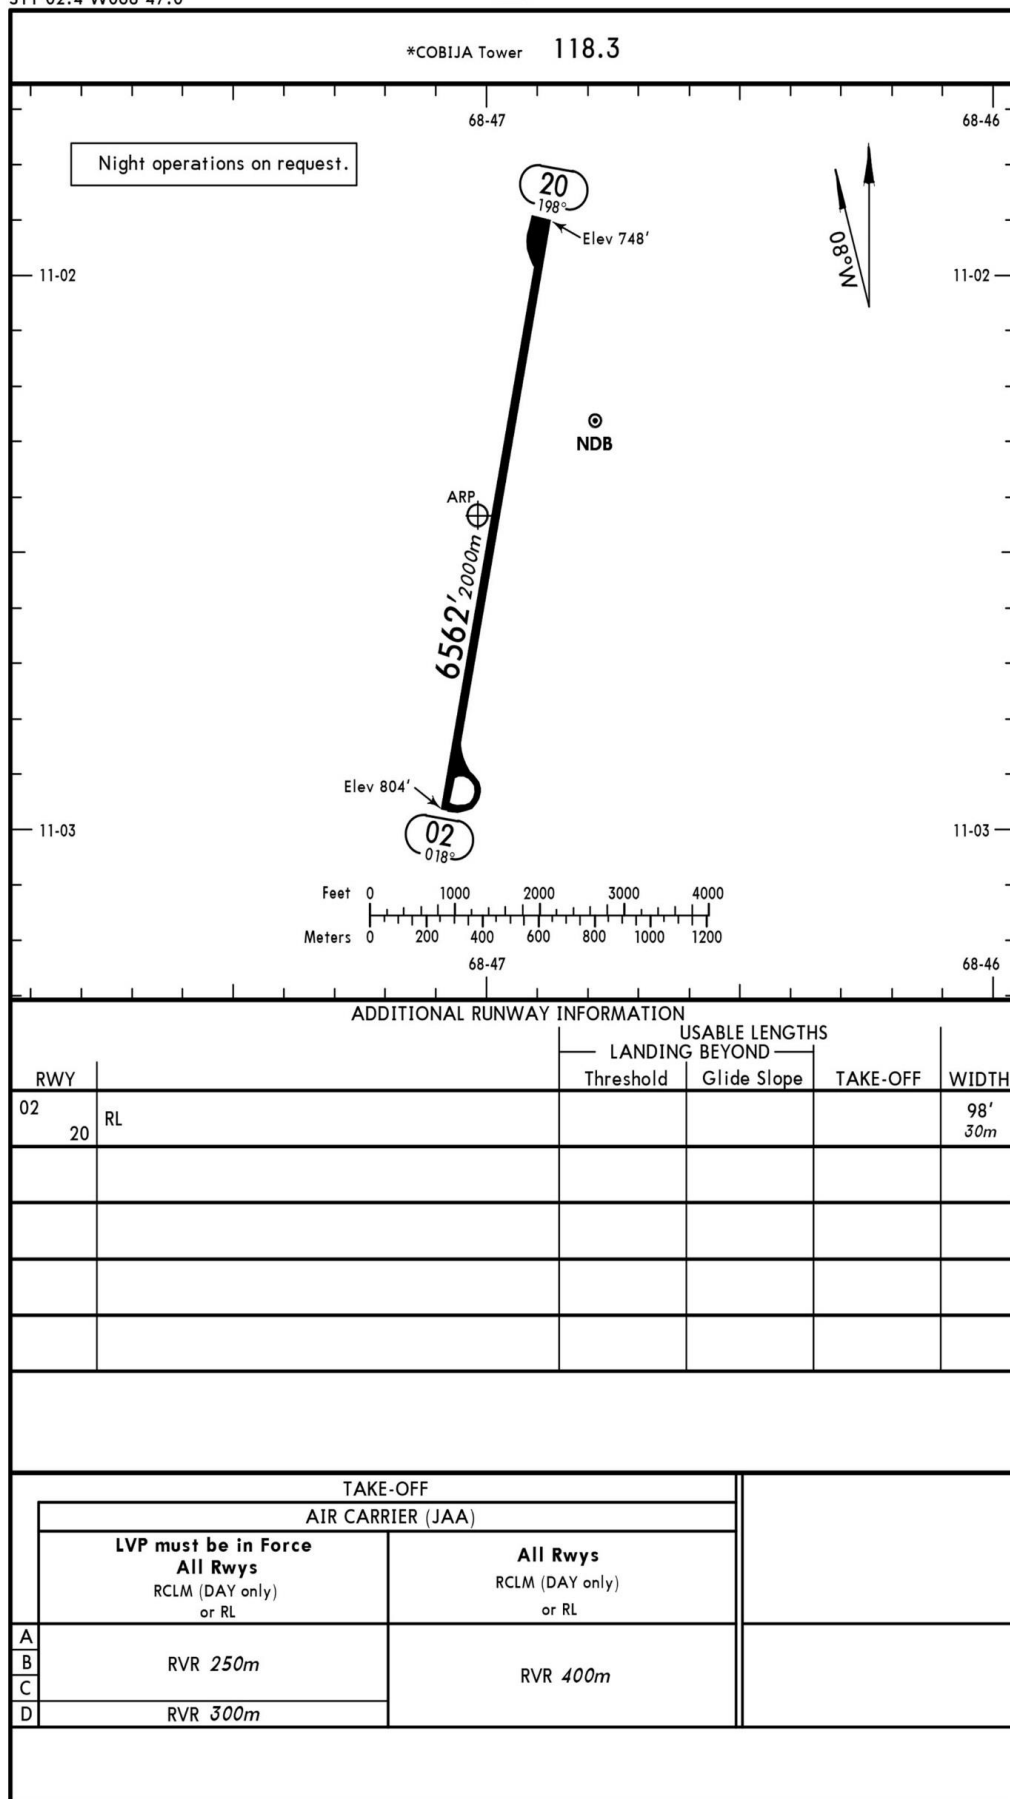 *COBIJA Tower 118.3
68-47 68-46
Night operations on request.
20
198°
Elev 748'
08°W
11-02 11-02
NDB
ARP
6562' 2000m
Elev 804'
11-03 11-03
02
018°
Feet 0 1000 2000 3000 4000
Meters 0 200 400 600 800 1000 1200
68-47 68-46
ADDITIONAL RUNWAY INFORMATION
USABLE LENGTHS
LANDING BEYOND
RWY Threshold Glide Slope TAKE-OFF WIDTH
02 98'
RL
20 30m
TAKE-OFF
AIR CARRIER (JAA)
LVP must be in Force
All Rwys
RCLM (DAY only)
or RL
All Rwys
RCLM (DAY only)
or RL
A
B RVR 250m
RVR 400m
C
D RVR 300m